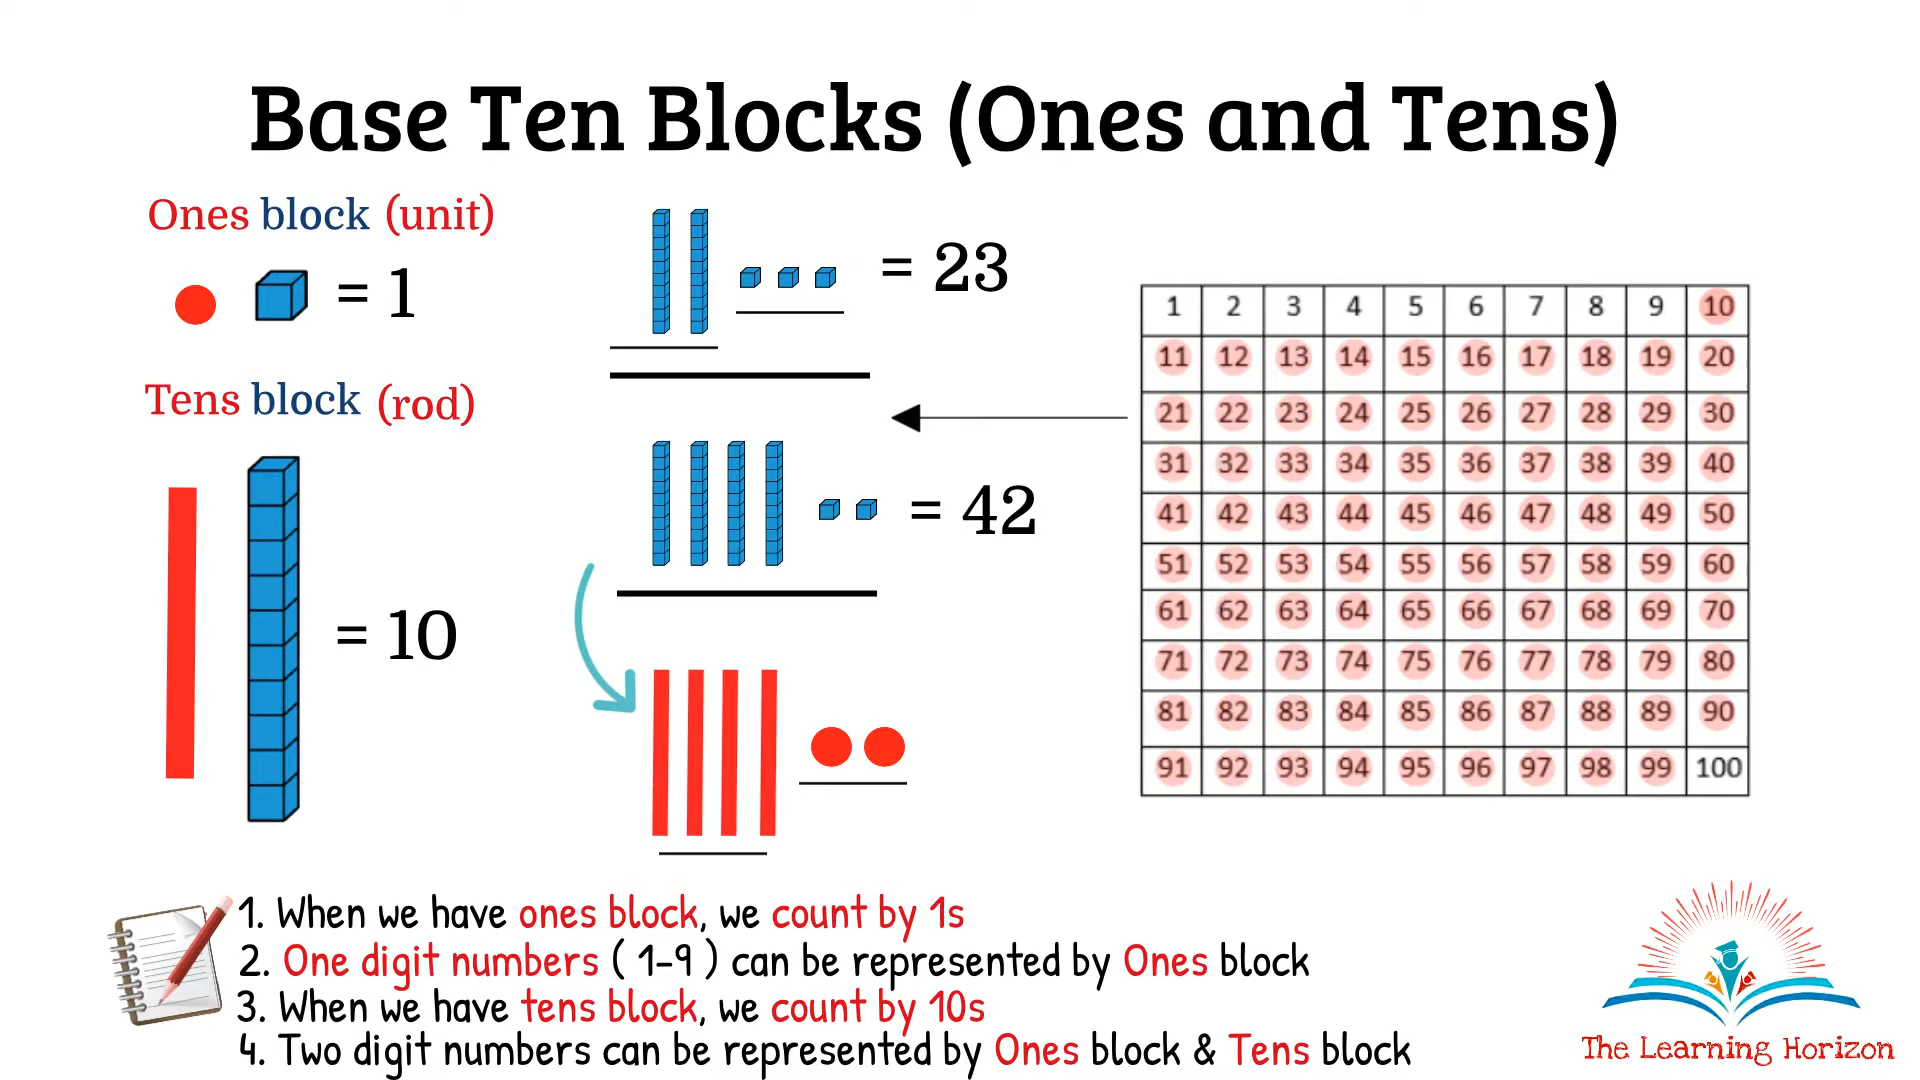 Base Ten Blocks (Ones and Tens)
Ones block (unit)
= 1
Tens block (rod)
= 10
= 23
= 42
1 2 3 4 5 6 7 8 9 10
11 12 13 14 15 16 17 18 19 20
21 22 23 24 25 26 27 28 29 30
31 32 33 34 35 36 37 38 39 40
41 42 43 44 45 46 47 48 49 50
51 52 53 54 55 56 57 58 59 60
61 62 63 64 65 66 67 68 69 70
71 72 73 74 75 76 77 78 79 80
81 82 83 84 85 86 87 88 89 90
91 92 93 94 95 96 97 98 99 100
1. When we have ones block, we count by 1s
2. One digit numbers ( 1-9 ) can be represented by Ones block
3. When we have tens block, we count by 10s
4. Two digit numbers can be represented by Ones block & Tens block
The Learning Horizon